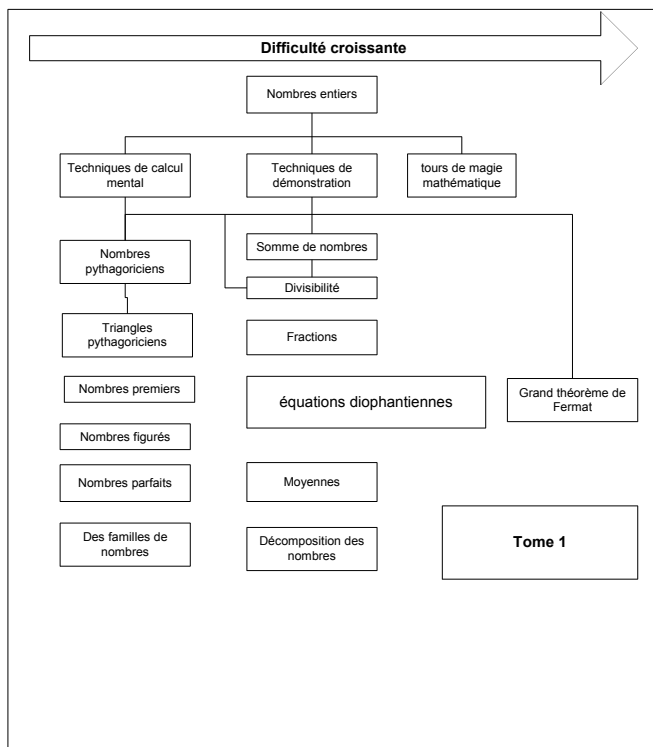 Difficulté croissante
Nombres entiers
Techniques de calcul
mental
Techniques de
démonstration
tours de magie
mathématique
Nombres
pythagoriciens
Somme de nombres
Divisibilité
Triangles
pythagoriciens
Fractions
Nombres premiers
équations diophantiennes
Grand théorème de
Fermat
Nombres figurés
Nombres parfaits
Moyennes
Des familles de
nombres
Décomposition des
nombres
Tome 1